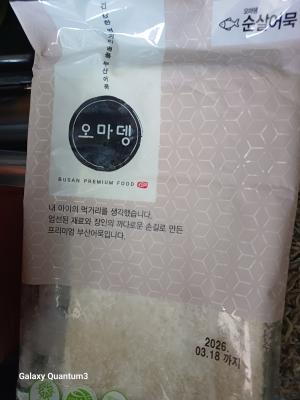 오마뎅
순살어묵
오마뎅
BUSAN PREMIUM FOOD
내 아이의 먹거리를 생각했습니다.
엄선된 재료와 장인의 까다로운 손길로 만든
프리미엄 부산어묵입니다.
2026.
03.18 까지
Galaxy Quantum3